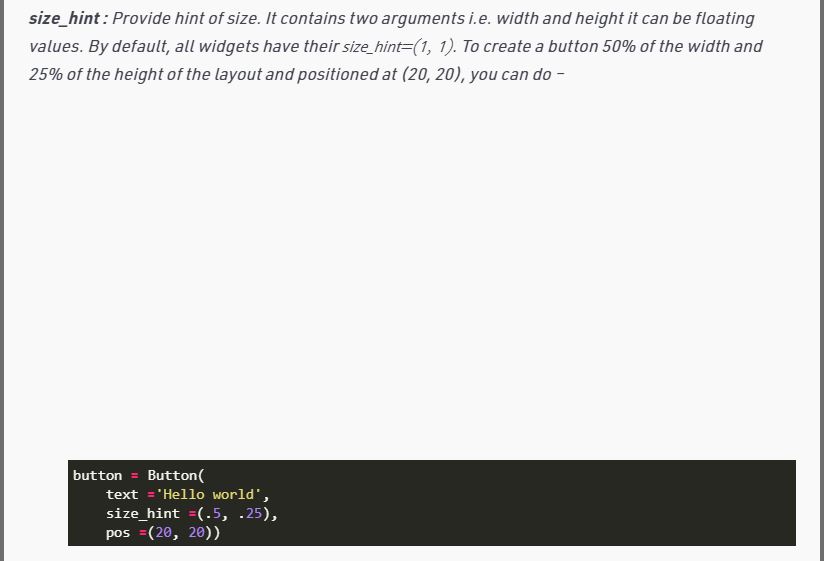 size_hint : Provide hint of size. It contains two arguments i.e. width and height it can be floating
values. By default, all widgets have their size_hint=(1, 1). To create a button 50% of the width and
25% of the height of the layout and positioned at (20, 20), you can do –
button = Button(
    text ='Hello world',
    size_hint =(.5, .25),
    pos =(20, 20))